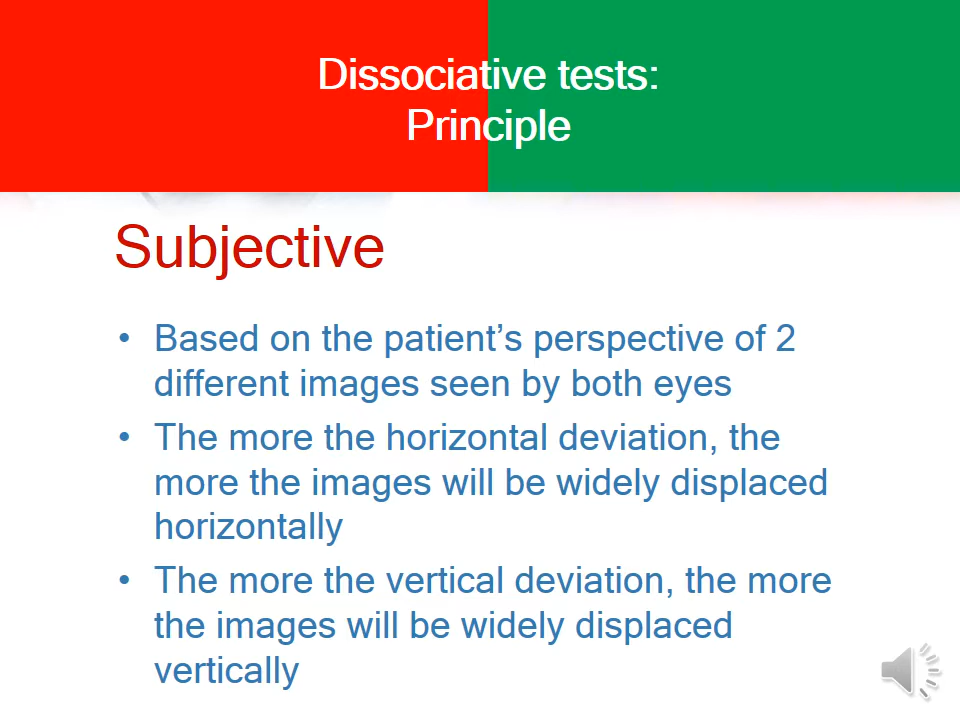 Dissociative tests:
Principle
Subjective
• Based on the patient’s perspective of 2
different images seen by both eyes
• The more the horizontal deviation, the
more the images will be widely displaced
horizontally
• The more the vertical deviation, the more
the images will be widely displaced
vertically